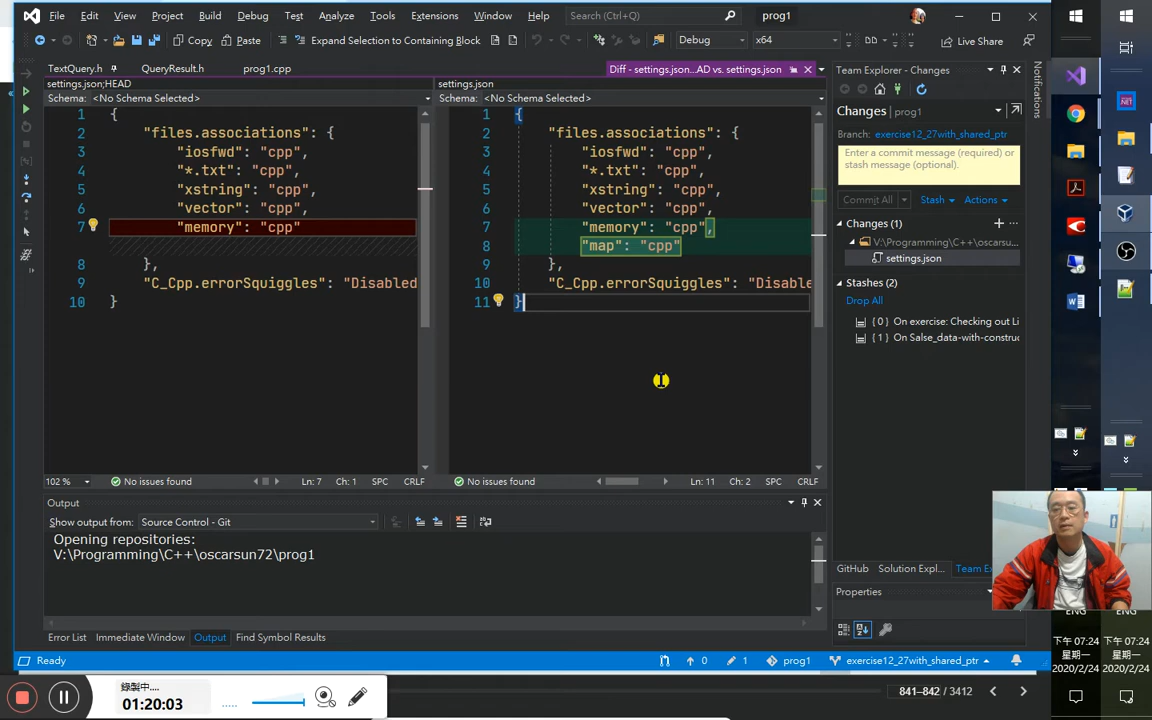 File Edit View Project Build Debug Test Analyze Tools Extensions Window Help Search (Ctrl+Q) prog1
Copy Paste Expand Selection to Containing Block Debug x64 Live Share
TextQuery.h QueryResult.h prog1.cpp Diff - settings.json...AD vs. settings.json
settings.json;HEAD
Schema: <No Schema Selected>
1 {
2 "files.associations": {
3 "iosfwd": "cpp",
4 "*.txt": "cpp",
5 "xstring": "cpp",
6 "vector": "cpp",
7 "memory": "cpp"
8 },
9 "C_Cpp.errorSquiggles": "Disabled
10 }
102 % No issues found Ln: 7 Ch: 1 SPC CRLF
settings.json
Schema: <No Schema Selected>
1 {
2 "files.associations": {
3 "iosfwd": "cpp",
4 "*.txt": "cpp",
5 "xstring": "cpp",
6 "vector": "cpp",
7 "memory": "cpp",
8 "map": "cpp"
9 },
10 "C_Cpp.errorSquiggles": "Disable
11 }
No issues found Ln: 11 Ch: 2 SPC CRLF
Team Explorer - Changes
Changes | prog1
Branch: exercise12_27with_shared_ptr
Enter a commit message (required) or
stash message (optional).
Commit All Stash Actions
Changes (1)
V:\Programming\C++\oscarsun
settings.json
Stashes (2)
Drop All
{ 0 } On exercise: Checking out Li
{ 1 } On Salse_data-with-construc
GitHub Solution Expl... Team Ex
Properties
Notifications
Output
Show output from: Source Control - Git
Opening repositories:
V:\Programming\C++\oscarsun72\prog1
Error List Immediate Window Output Find Symbol Results
Ready 0 1 prog1 exercise12_27with_shared_ptr
錄製中....
01:20:03
841–842 / 3412
.NET
ENG
下午 07:24
星期一
2020/2/24
ENG
下午 07:24
星期一
2020/2/24